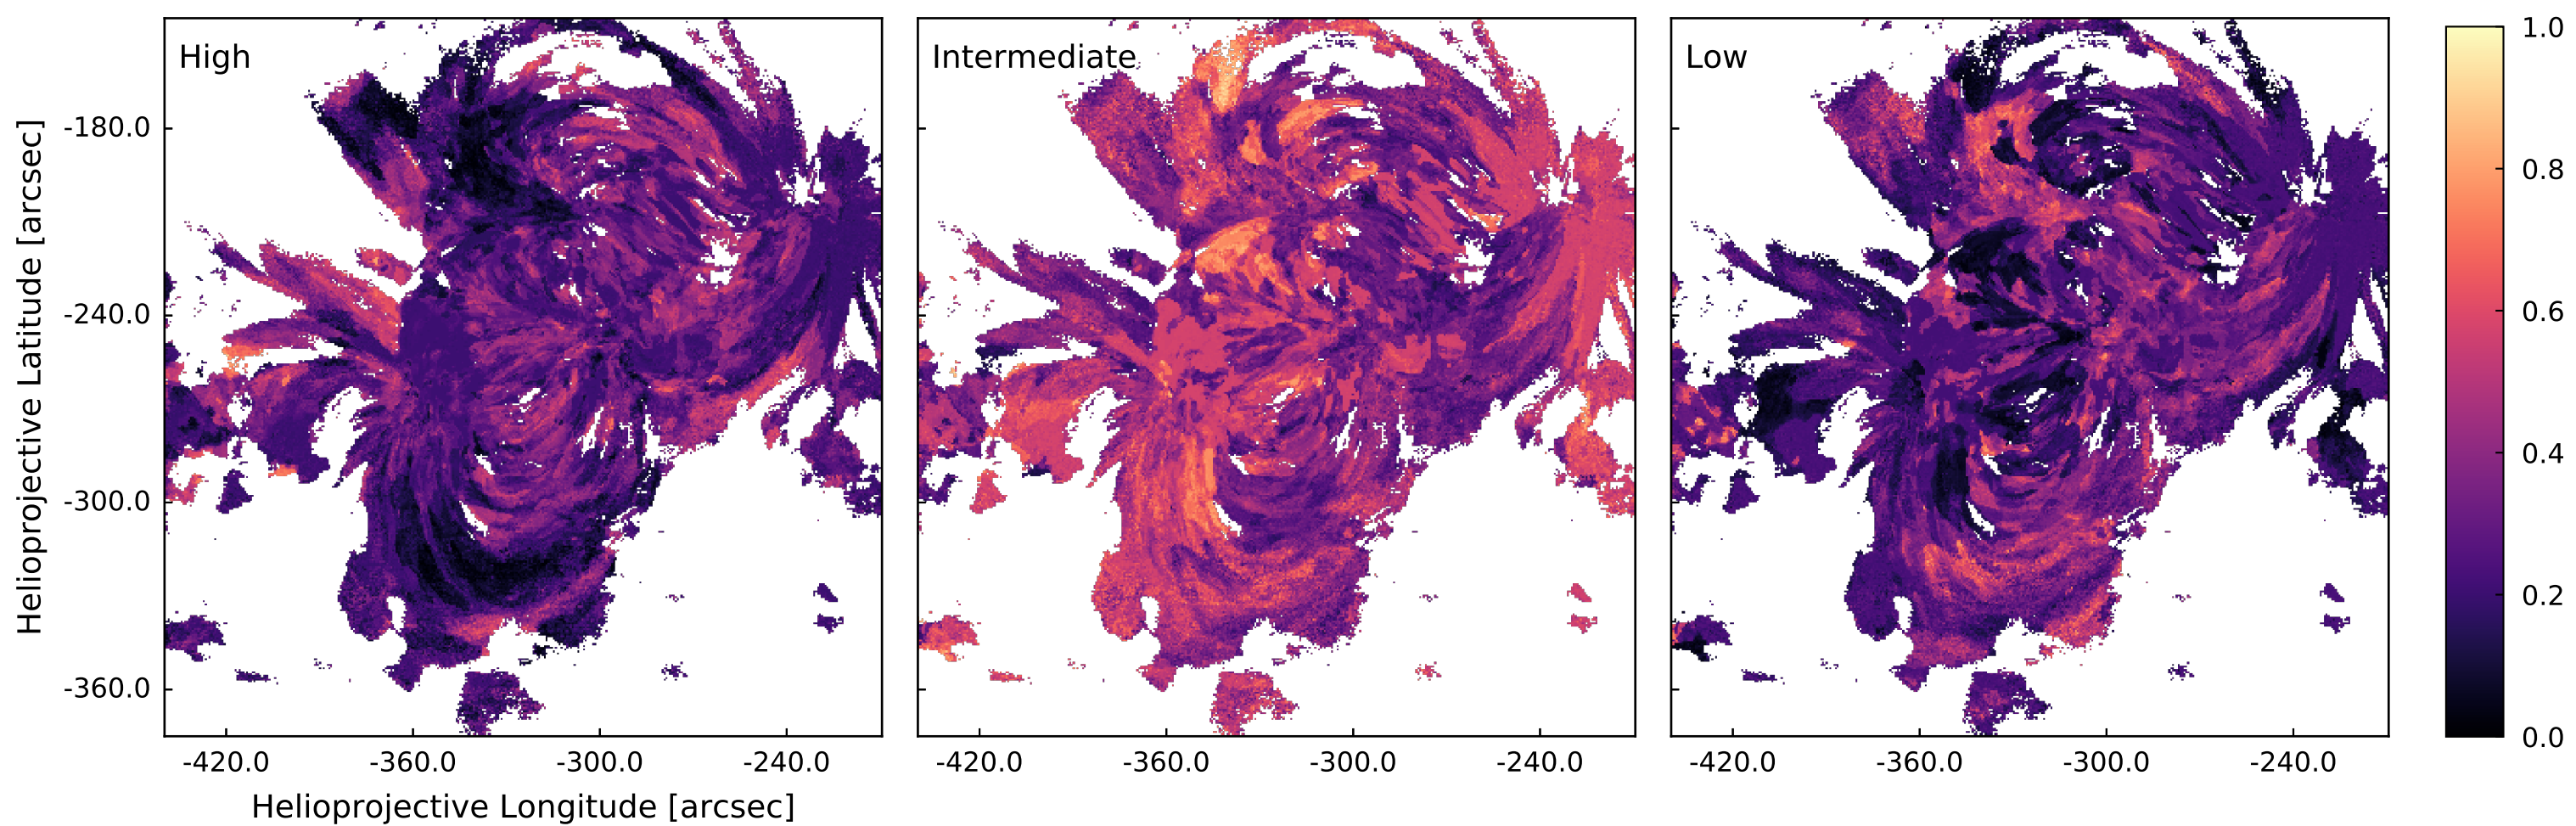 High
Intermediate
Low
Helioprojective Latitude [arcsec]
-180.0
-240.0
-300.0
-360.0
-420.0 -360.0 -300.0 -240.0
-420.0 -360.0 -300.0 -240.0
-420.0 -360.0 -300.0 -240.0
Helioprojective Longitude [arcsec]
1.0
0.8
0.6
0.4
0.2
0.0